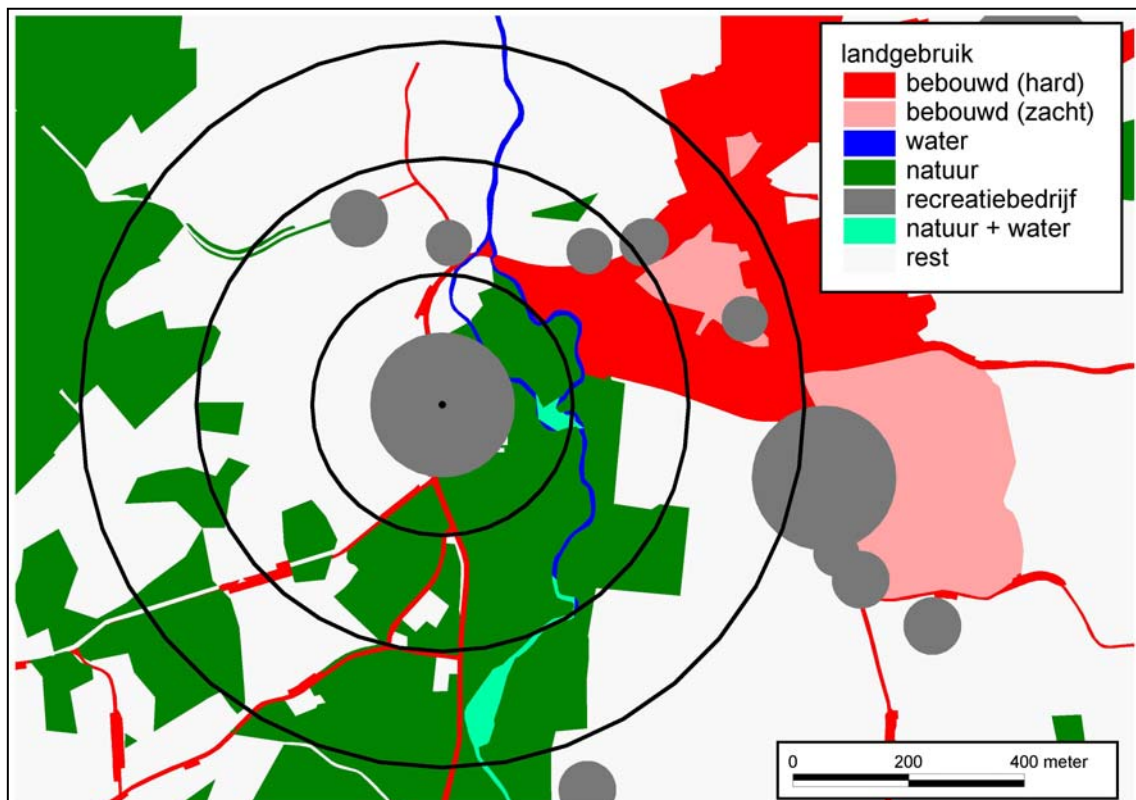 landgebruik
bebouwd (hard)
bebouwd (zacht)
water
natuur
recreatiebedrijf
natuur + water
rest
0 200 400 meter